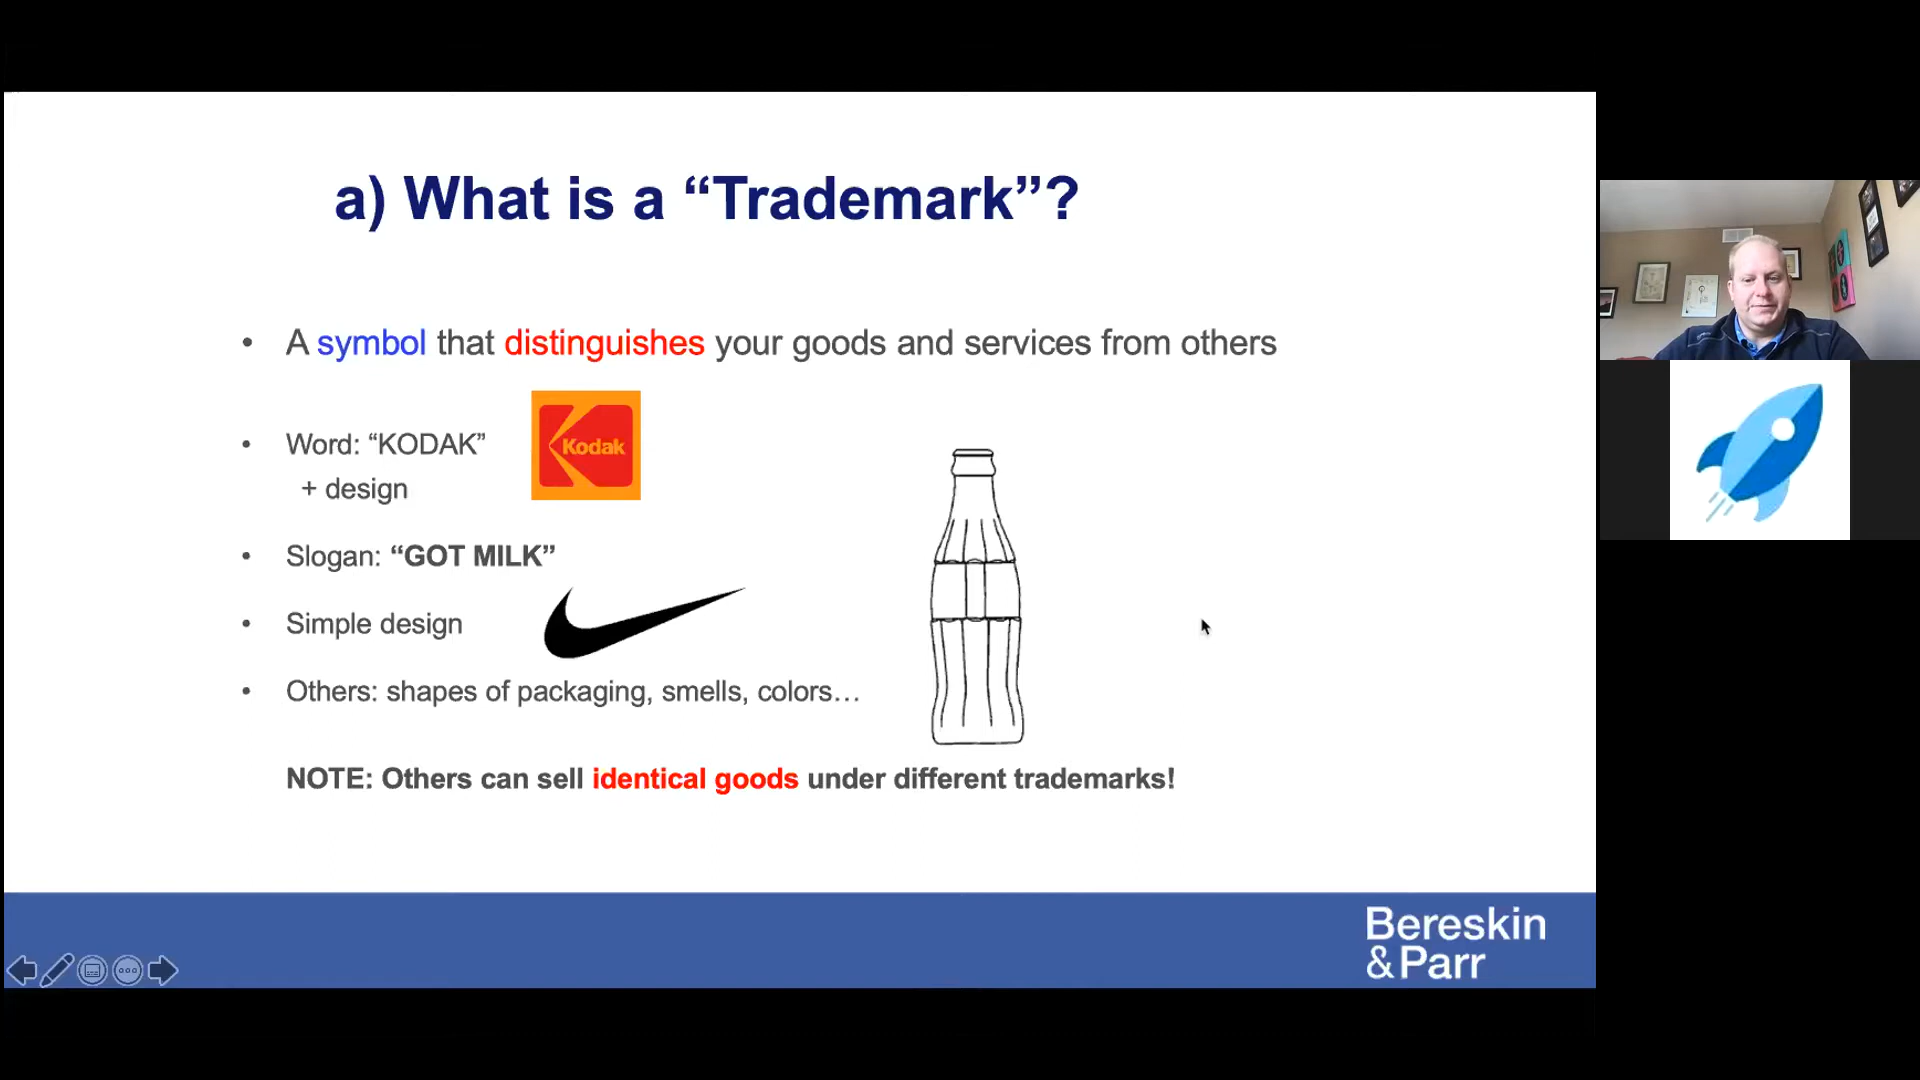 a) What is a “Trademark”?
• A symbol that distinguishes your goods and services from others
• Word: “KODAK”
+ design
Kodak
• Slogan: “GOT MILK”
• Simple design
• Others: shapes of packaging, smells, colors…
NOTE: Others can sell identical goods under different trademarks!
Bereskin
&Parr